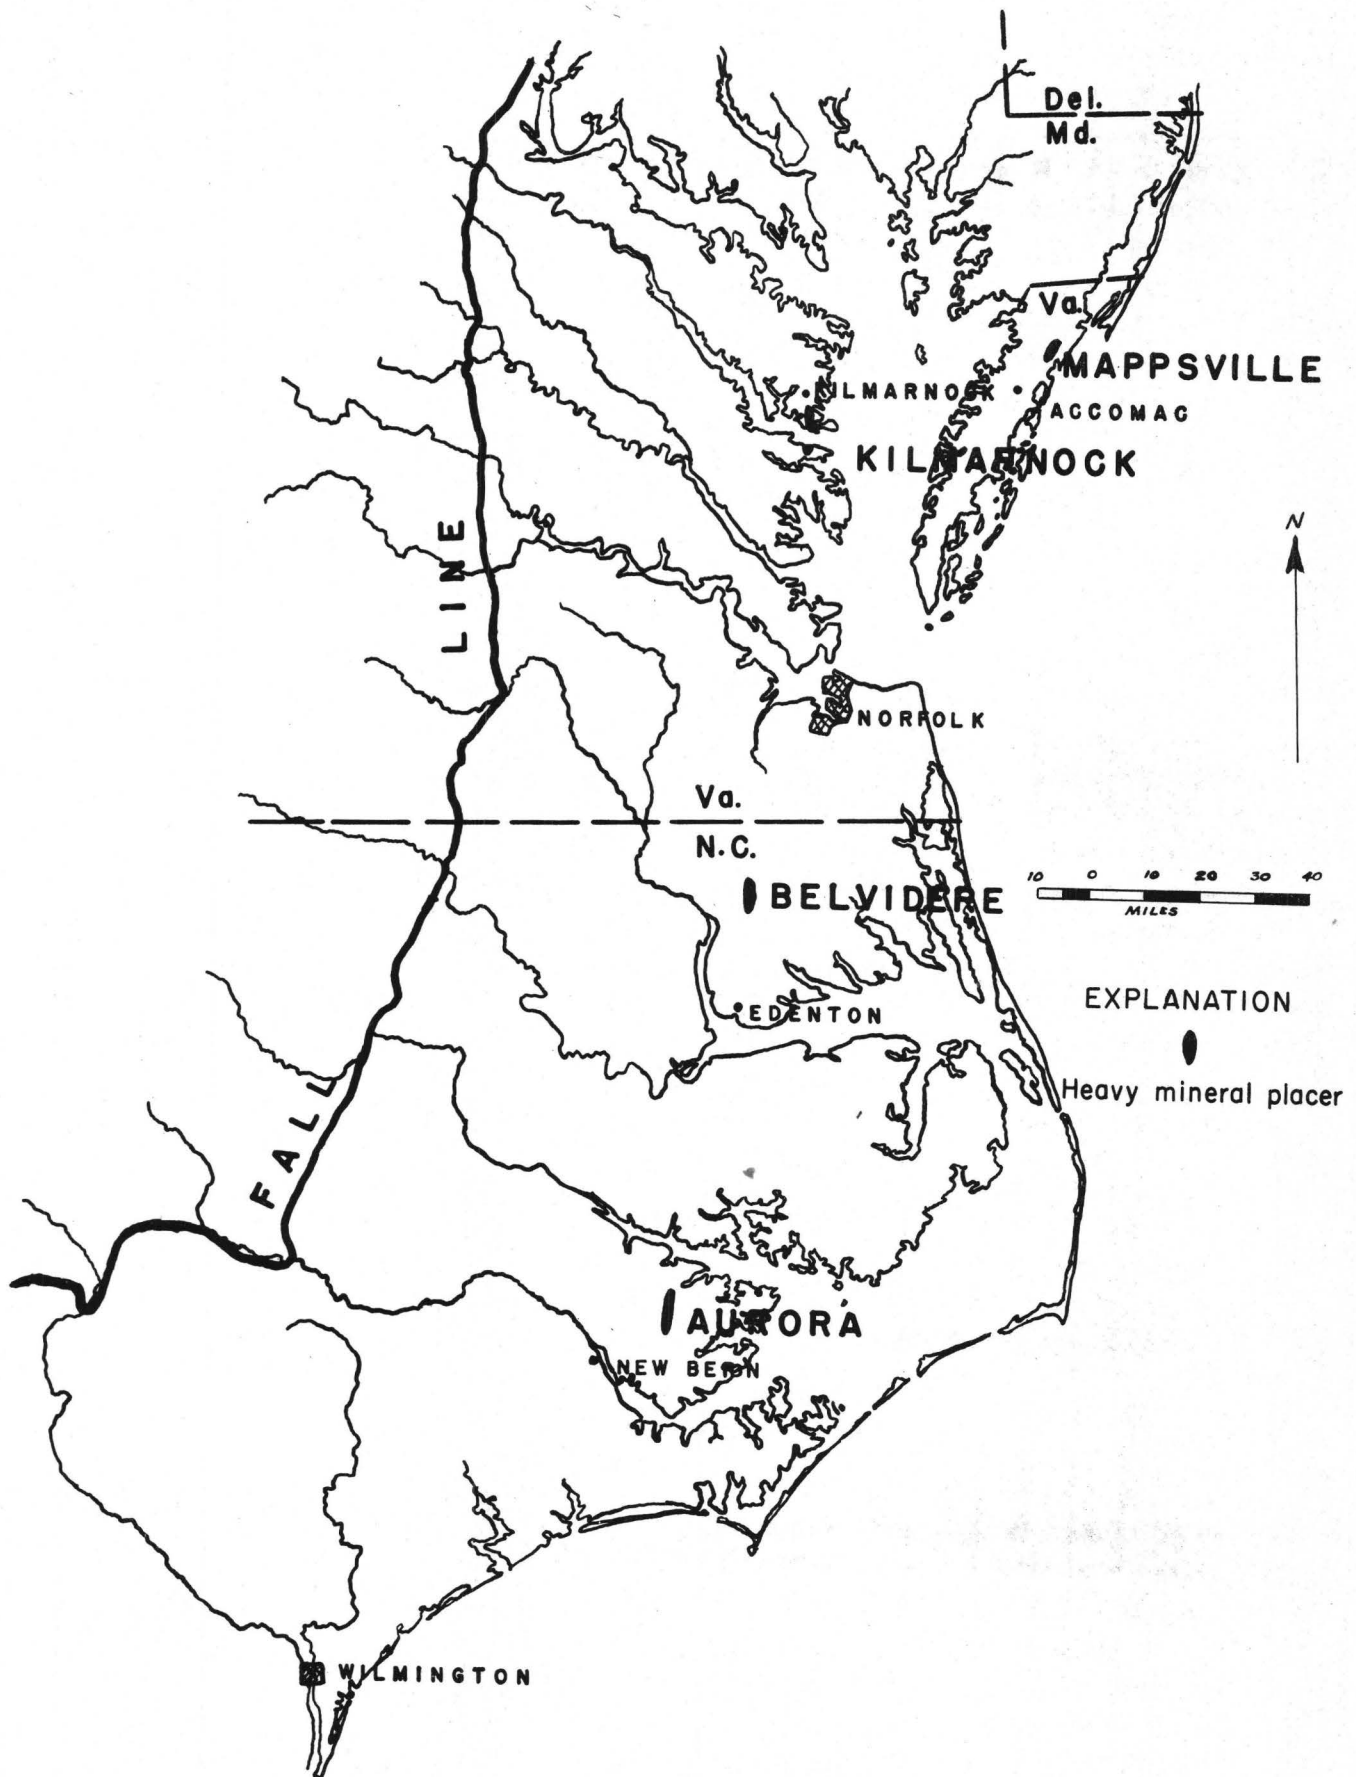 Del.
Md.
Va.
MAPPSVILLE
KILMARNOCK
ACCOMAC
KILMARNOCK
LINE
N
NORFOLK
Va.
N.C.
10 0 10 20 30 40
MILES
BELVIDERE
EXPLANATION
EDENTON
Heavy mineral placer
FALL
AURORA
NEW BERN
WILMINGTON